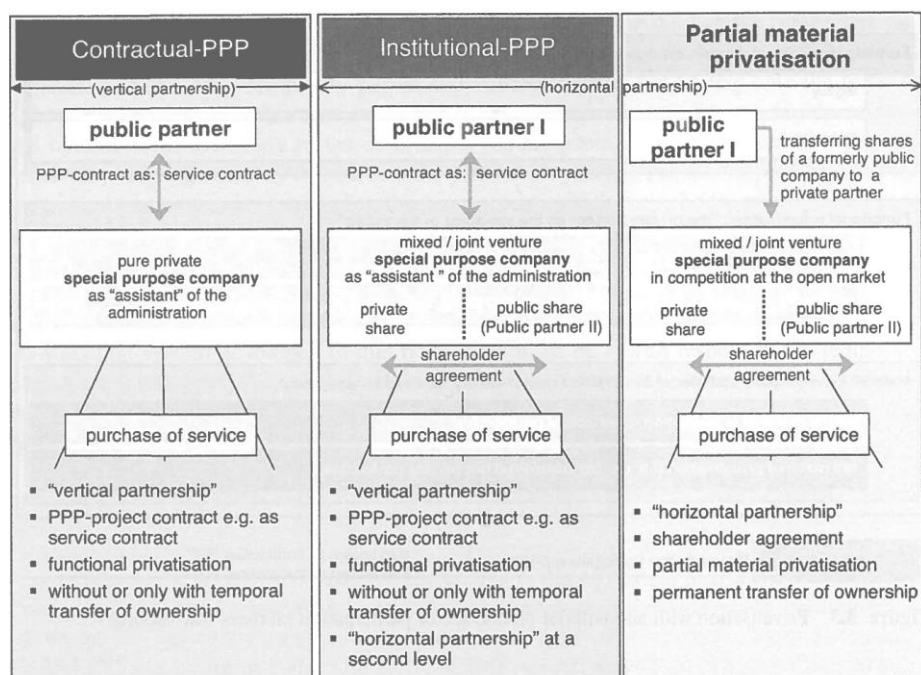 Contractual-PPP
(vertical partnership)
public partner
PPP-contract as: service contract
pure private
special purpose company
as "assistant" of the
administration
purchase of service
▪ "vertical partnership"
▪ PPP-project contract e.g. as
service contract
▪ functional privatisation
▪ without or only with temporal
transfer of ownership
Institutional-PPP
(horizontal partnership)
public partner I
PPP-contract as: service contract
mixed / joint venture
special purpose company
as "assistant " of the administration
private
share
public share
(Public partner II)
shareholder
agreement
purchase of service
▪ "vertical partnership"
▪ PPP-project contract e.g. as
service contract
▪ functional privatisation
▪ without or only with temporal
transfer of ownership
▪ "horizontal partnership" at a
second level
Partial material
privatisation
public
partner I
transferring shares
of a formerly public
company to a
private partner
mixed / joint venture
special purpose company
in competition at the open market
private
share
public share
(Public partner II)
shareholder
agreement
purchase of service
▪ "horizontal partnership"
▪ shareholder agreement
▪ partial material privatisation
▪ permanent transfer of ownership